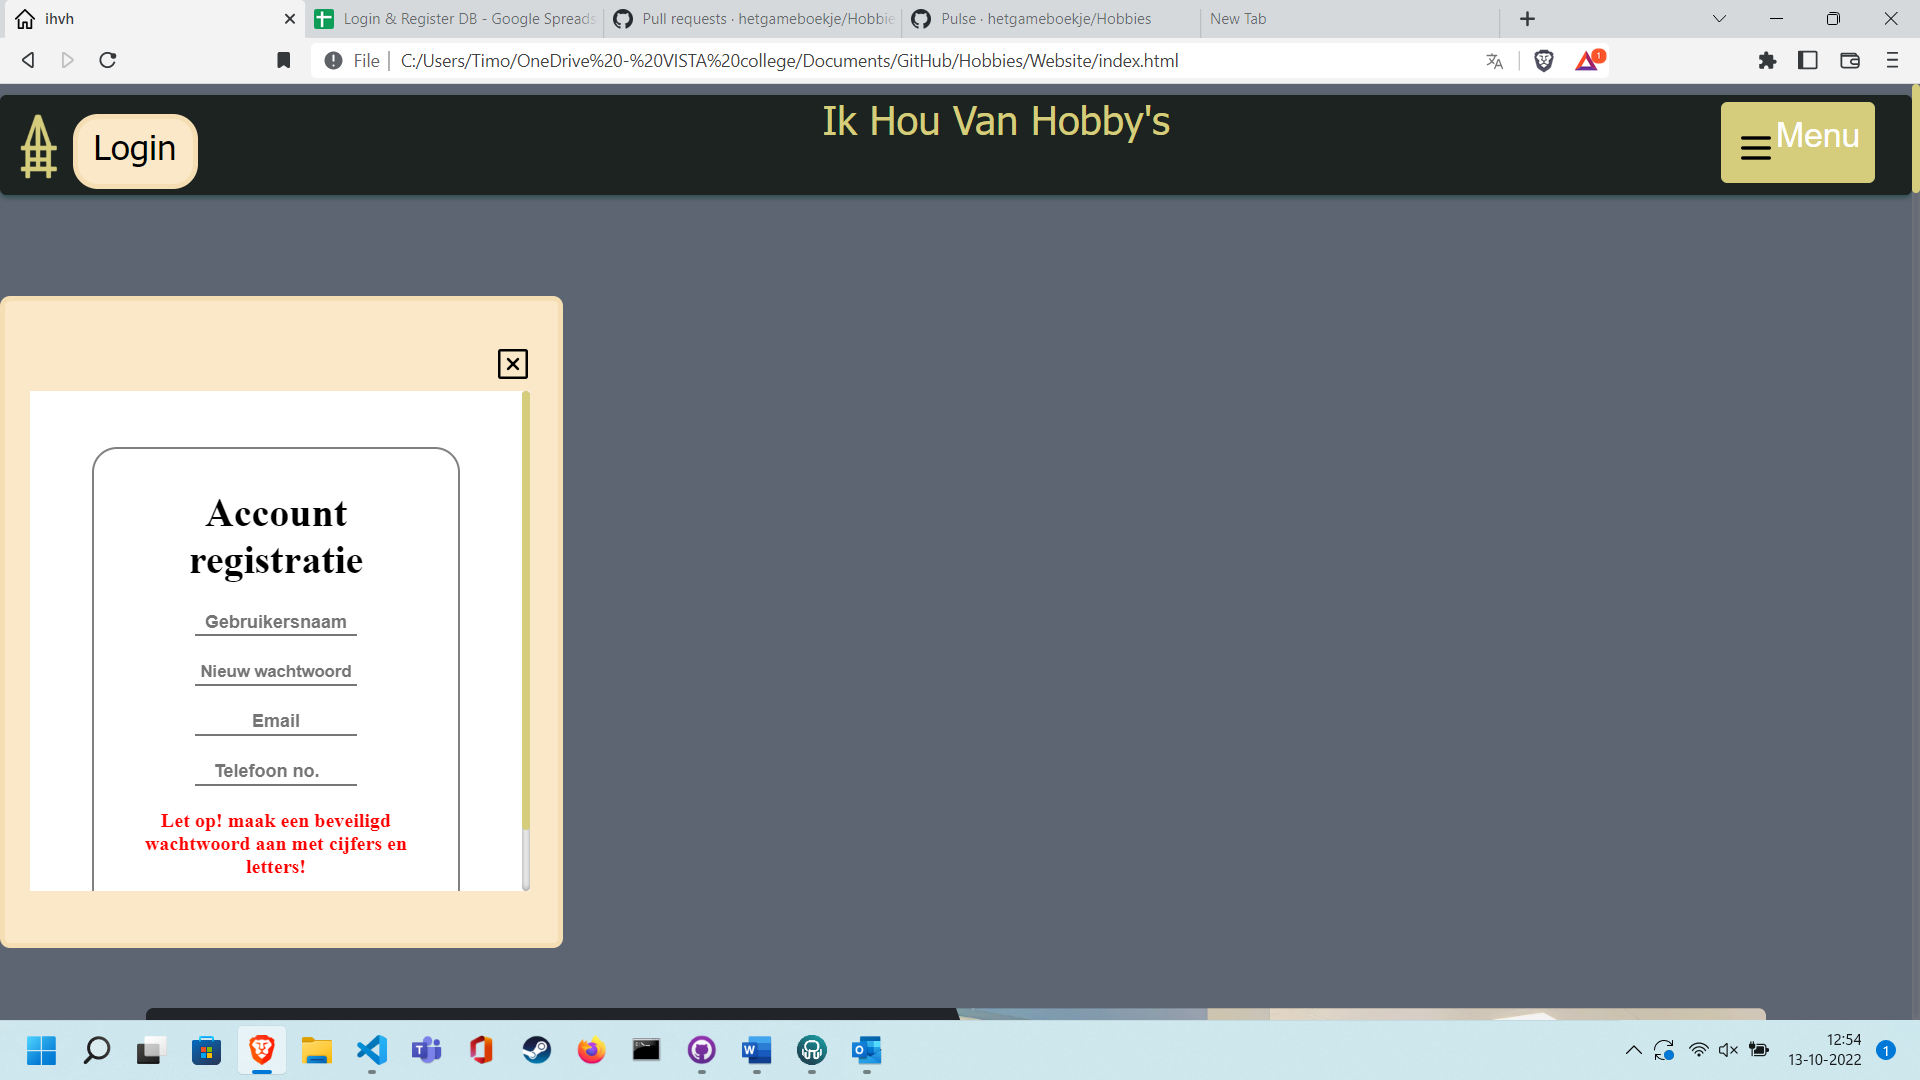 ihvh
Login & Register DB - Google Spreads
Pull requests · hetgameboekje/Hobbie
Pulse · hetgameboekje/Hobbies
New Tab
File
C:/Users/Timo/OneDrive%20-%20VISTA%20college/Documents/GitHub/Hobbies/Website/index.html
1
Login
Ik Hou Van Hobby's
Menu
Account
registratie
Gebruikersnaam
Nieuw wachtwoord
Email
Telefoon no.
Let op! maak een beveiligd
wachtwoord aan met cijfers en
letters!
12:54
13-10-2022
1